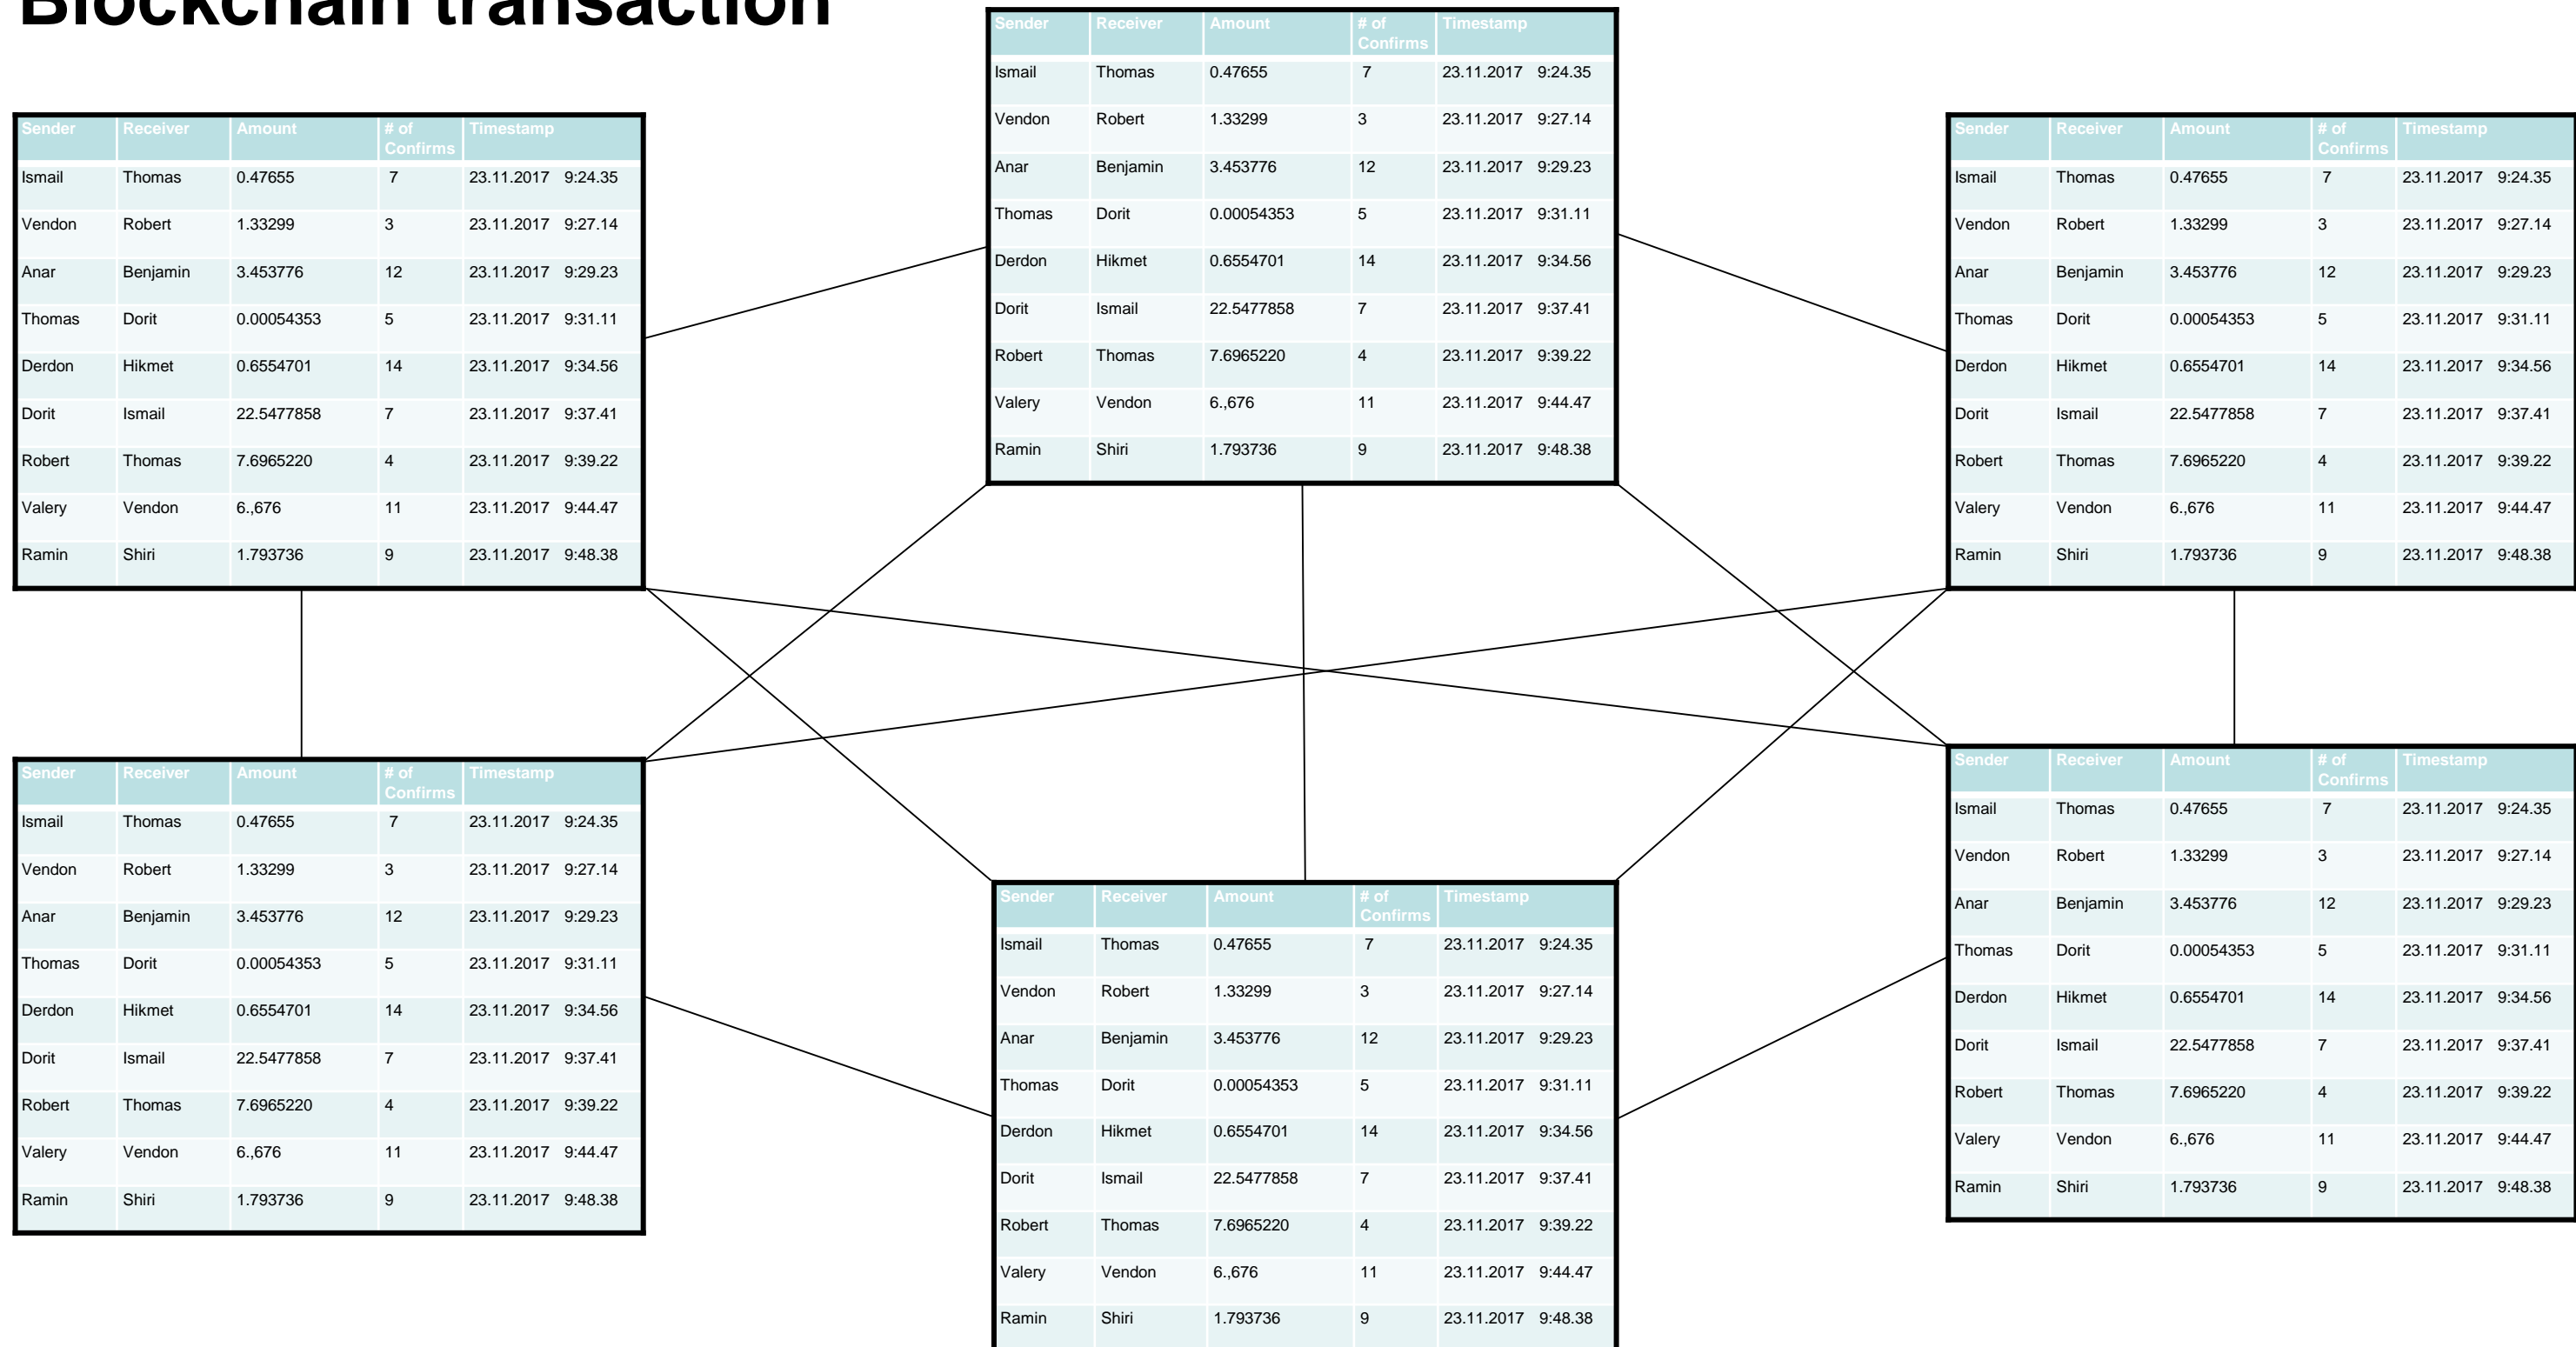 Blockchain transaction
Sender Receiver Amount # of Confirms Timestamp
Ismail Thomas 0.47655 7 23.11.2017 9:24.35
Vendon Robert 1.33299 3 23.11.2017 9:27.14
Anar Benjamin 3.453776 12 23.11.2017 9:29.23
Thomas Dorit 0.00054353 5 23.11.2017 9:31.11
Derdon Hikmet 0.6554701 14 23.11.2017 9:34.56
Dorit Ismail 22.5477858 7 23.11.2017 9:37.41
Robert Thomas 7.6965220 4 23.11.2017 9:39.22
Valery Vendon 6.,676 11 23.11.2017 9:44.47
Ramin Shiri 1.793736 9 23.11.2017 9:48.38
Sender Receiver Amount # of Confirms Timestamp
Ismail Thomas 0.47655 7 23.11.2017 9:24.35
Vendon Robert 1.33299 3 23.11.2017 9:27.14
Anar Benjamin 3.453776 12 23.11.2017 9:29.23
Thomas Dorit 0.00054353 5 23.11.2017 9:31.11
Derdon Hikmet 0.6554701 14 23.11.2017 9:34.56
Dorit Ismail 22.5477858 7 23.11.2017 9:37.41
Robert Thomas 7.6965220 4 23.11.2017 9:39.22
Valery Vendon 6.,676 11 23.11.2017 9:44.47
Ramin Shiri 1.793736 9 23.11.2017 9:48.38
Sender Receiver Amount # of Confirms Timestamp
Ismail Thomas 0.47655 7 23.11.2017 9:24.35
Vendon Robert 1.33299 3 23.11.2017 9:27.14
Anar Benjamin 3.453776 12 23.11.2017 9:29.23
Thomas Dorit 0.00054353 5 23.11.2017 9:31.11
Derdon Hikmet 0.6554701 14 23.11.2017 9:34.56
Dorit Ismail 22.5477858 7 23.11.2017 9:37.41
Robert Thomas 7.6965220 4 23.11.2017 9:39.22
Valery Vendon 6.,676 11 23.11.2017 9:44.47
Ramin Shiri 1.793736 9 23.11.2017 9:48.38
Sender Receiver Amount # of Confirms Timestamp
Ismail Thomas 0.47655 7 23.11.2017 9:24.35
Vendon Robert 1.33299 3 23.11.2017 9:27.14
Anar Benjamin 3.453776 12 23.11.2017 9:29.23
Thomas Dorit 0.00054353 5 23.11.2017 9:31.11
Derdon Hikmet 0.6554701 14 23.11.2017 9:34.56
Dorit Ismail 22.5477858 7 23.11.2017 9:37.41
Robert Thomas 7.6965220 4 23.11.2017 9:39.22
Valery Vendon 6.,676 11 23.11.2017 9:44.47
Ramin Shiri 1.793736 9 23.11.2017 9:48.38
Sender Receiver Amount # of Confirms Timestamp
Ismail Thomas 0.47655 7 23.11.2017 9:24.35
Vendon Robert 1.33299 3 23.11.2017 9:27.14
Anar Benjamin 3.453776 12 23.11.2017 9:29.23
Thomas Dorit 0.00054353 5 23.11.2017 9:31.11
Derdon Hikmet 0.6554701 14 23.11.2017 9:34.56
Dorit Ismail 22.5477858 7 23.11.2017 9:37.41
Robert Thomas 7.6965220 4 23.11.2017 9:39.22
Valery Vendon 6.,676 11 23.11.2017 9:44.47
Ramin Shiri 1.793736 9 23.11.2017 9:48.38
Sender Receiver Amount # of Confirms Timestamp
Ismail Thomas 0.47655 7 23.11.2017 9:24.35
Vendon Robert 1.33299 3 23.11.2017 9:27.14
Anar Benjamin 3.453776 12 23.11.2017 9:29.23
Thomas Dorit 0.00054353 5 23.11.2017 9:31.11
Derdon Hikmet 0.6554701 14 23.11.2017 9:34.56
Dorit Ismail 22.5477858 7 23.11.2017 9:37.41
Robert Thomas 7.6965220 4 23.11.2017 9:39.22
Valery Vendon 6.,676 11 23.11.2017 9:44.47
Ramin Shiri 1.793736 9 23.11.2017 9:48.38